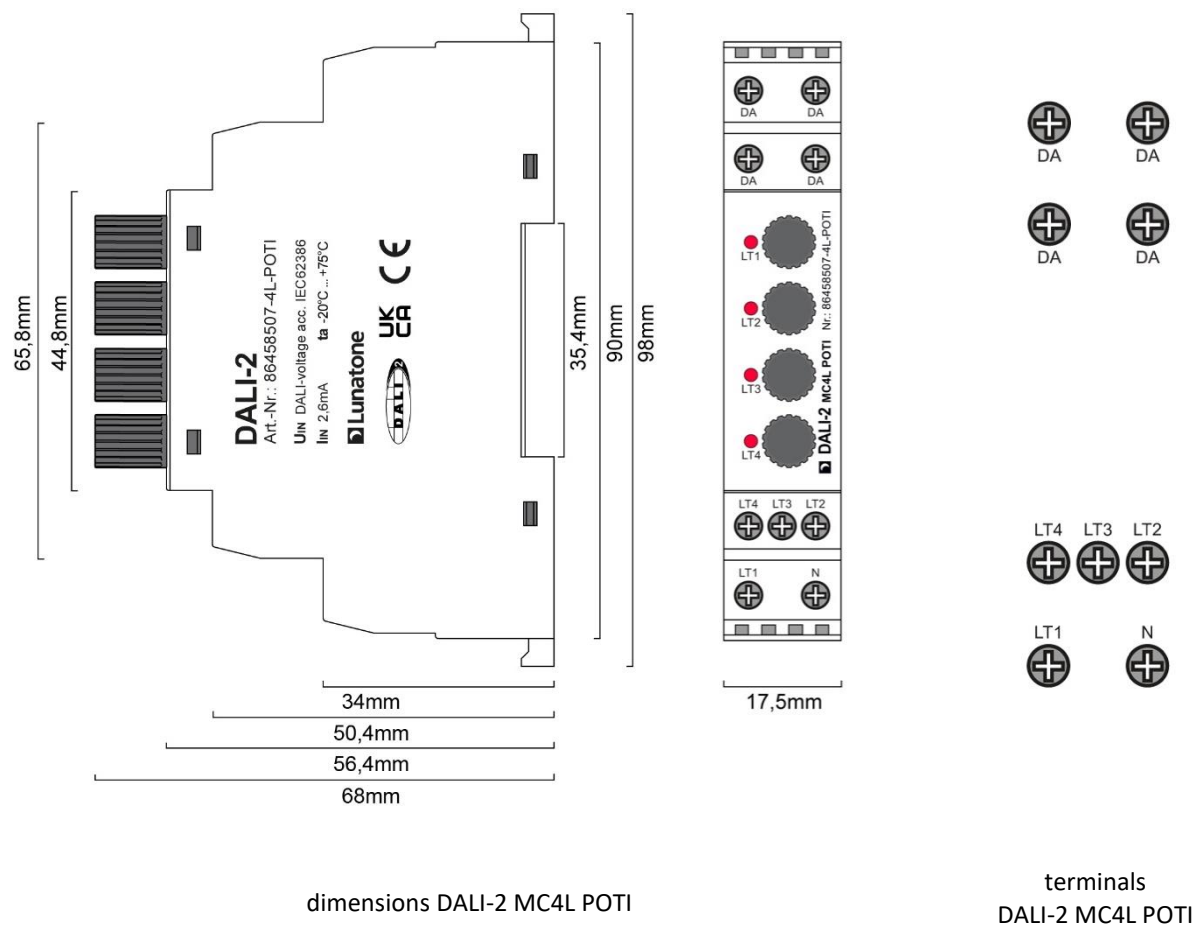 65,8mm
44,8mm
DALI-2
Art.-Nr.: 86458507-4L-POTI
UIN DALI-voltage acc. IEC62386
IIN 2,6mA ta -20°C ... +75°C
Lunatone
DALI 2
UK
CA
CE
35,4mm
90mm
98mm
34mm
50,4mm
56,4mm
68mm
DA DA
DA DA
LT1
LT2
LT3
LT4
DALI-2 MC4L POTI Nr.: 86458507-4L-POTI
LT4 LT3 LT2
LT1 N
17,5mm
DA DA
DA DA
LT4 LT3 LT2
LT1 N
dimensions DALI-2 MC4L POTI
terminals
DALI-2 MC4L POTI